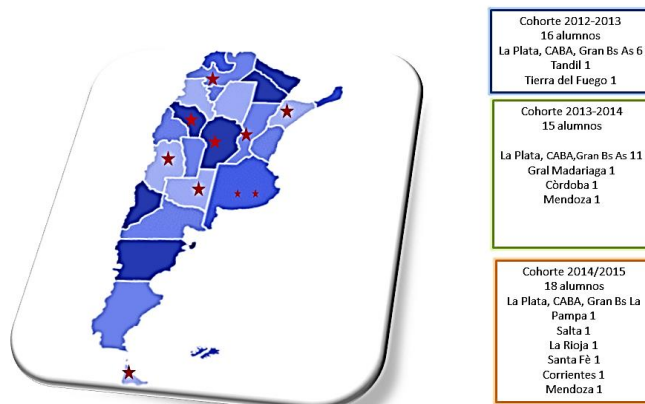 Cohorte 2012-2013
16 alumnos
La Plata, CABA, Gran Bs As 6
Tandil 1
Tierra del Fuego 1
Cohorte 2013-2014
15 alumnos
La Plata, CABA,Gran Bs As 11
Gral Madariaga 1
Còrdoba 1
Mendoza 1
Cohorte 2014/2015
18 alumnos
La Plata, CABA, Gran Bs La
Pampa 1
Salta 1
La Rioja 1
Santa Fè 1
Corrientes 1
Mendoza 1